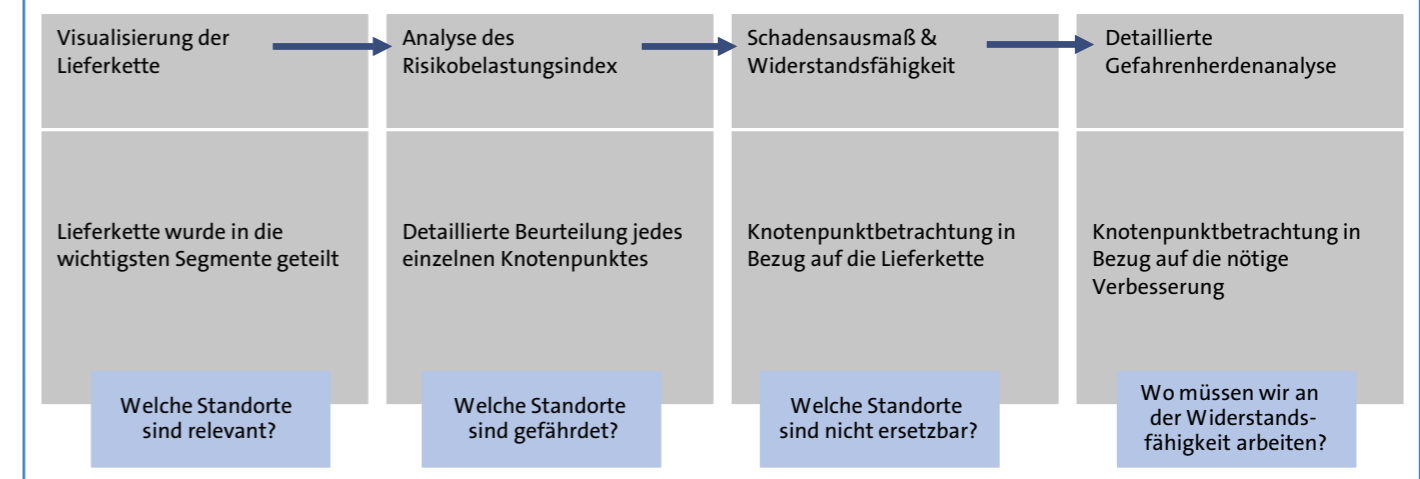 Visualisierung der
Lieferkette
Analyse des
Risikobelastungsindex
Schadensausmaß &
Widerstandsfähigkeit
Detaillierte
Gefahrenherdenanalyse
Lieferkette wurde in die
wichtigsten Segmente geteilt
Detaillierte Beurteilung jedes
einzelnen Knotenpunktes
Knotenpunktbetrachtung in
Bezug auf die Lieferkette
Knotenpunktbetrachtung in
Bezug auf die nötige
Verbesserung
Welche Standorte
sind relevant?
Welche Standorte
sind gefährdet?
Welche Standorte
sind nicht ersetzbar?
Wo müssen wir an
der Widerstands-
fähigkeit arbeiten?